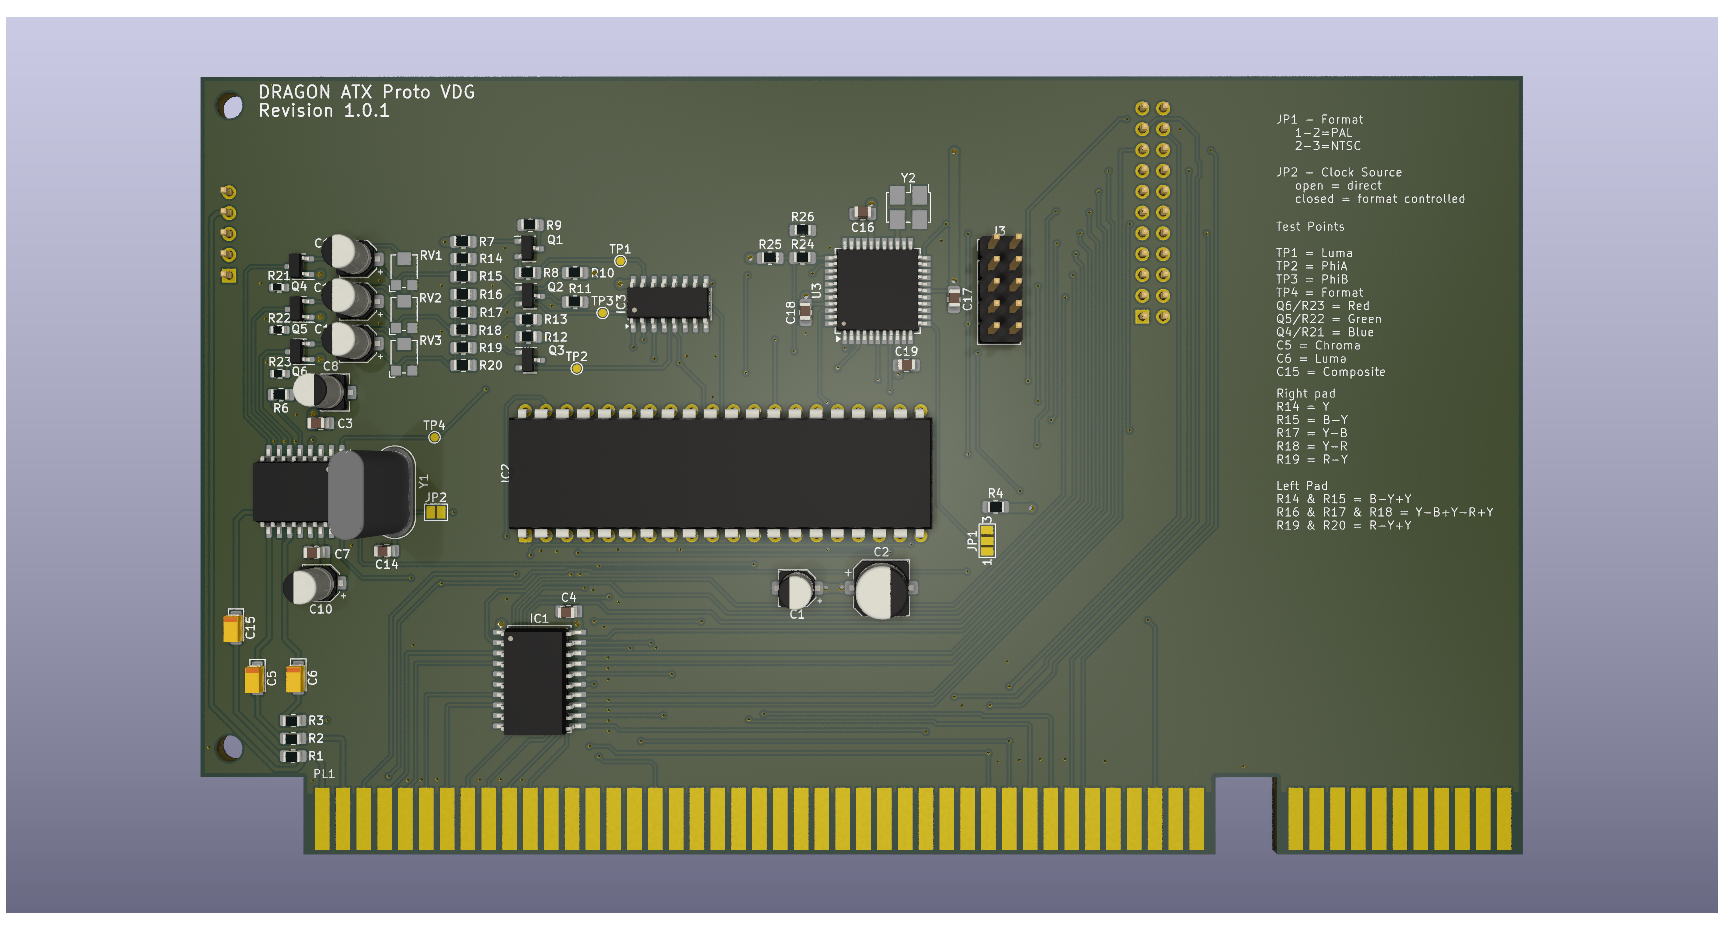 DRAGON ATX Proto VDG
Revision 1.0.1
JP1 - Format
1-2=PAL
2-3=NTSC
JP2 - Clock Source
open = direct
closed = format controlled
Test Points
TP1 = Luma
TP2 = PhiA
TP3 = PhiB
TP4 = Format
Q6/R23 = Red
Q5/R22 = Green
Q4/R21 = Blue
C5 = Chroma
C6 = Luma
C15 = Composite
Right pad
R14 = Y
R15 = B-Y
R17 = Y-B
R18 = Y-R
R19 = R-Y
Left Pad
R14 & R15 = B-Y+Y
R16 & R17 & R18 = Y-B+Y-R+Y
R19 & R20 = R-Y+Y
Y2
R9
R26
C16
J3
R7
Q1
R25
R24
TP1
RV1
R14
R21
Q4
R15
R8
R10
Q2
R16
R11
TP3
IC3
U3
C18
C17
RV2
R17
R22
Q5
R18
R13
RV3
R12
R19
Q3
TP2
C19
R23
Q6
C8
R20
R6
C3
TP4
IC2
Y1
JP2
R4
3
JP1
1
C7
C14
C2
C10
C1
C4
IC1
C15
C5
C6
R3
R2
R1
PL1